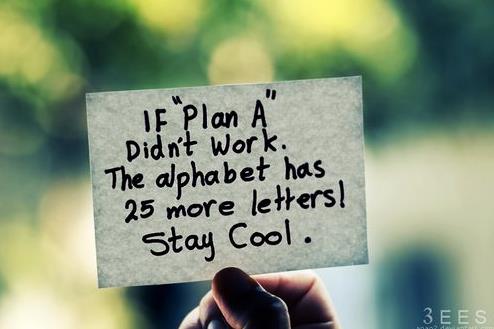 IF "Plan A"
Didn't Work.
The alphabet has
25 more letters!
Stay Cool.
3EES